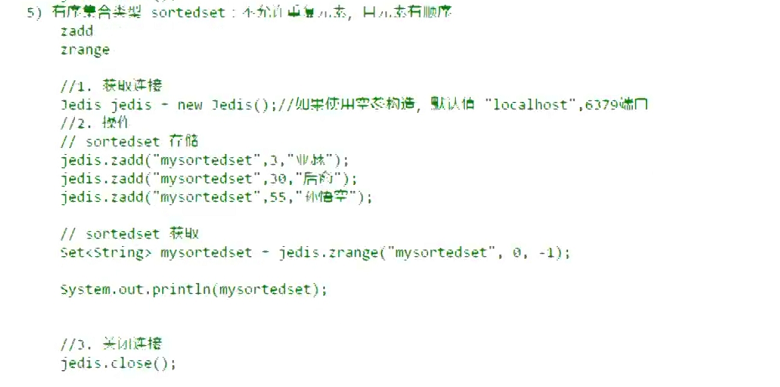 5) 有序集合类型 sortedset：不允许重复元素，且元素有顺序
zadd
zrange
//1. 获取连接
Jedis jedis = new Jedis();//如果使用空参构造，默认值 "localhost",6379端口
//2. 操作
// sortedset 存储
jedis.zadd("mysortedset",3,"亚瑟");
jedis.zadd("mysortedset",30,"后裔");
jedis.zadd("mysortedset",55,"孙悟空");
// sortedset 获取
Set<String> mysortedset = jedis.zrange("mysortedset", 0, -1);
System.out.println(mysortedset);
//3. 关闭连接
jedis.close();